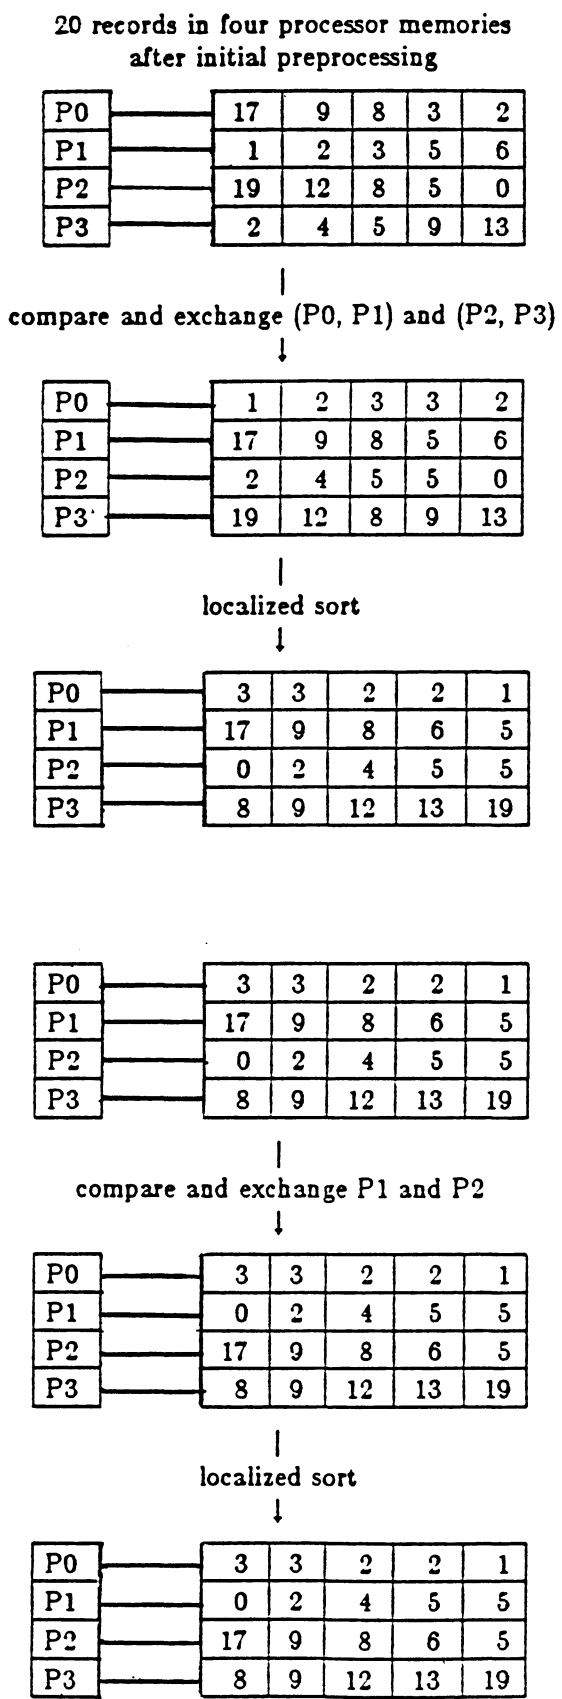 20 records in four processor memories
after initial preprocessing
P0 17 9 8 3 2
P1 1 2 3 5 6
P2 19 12 8 5 0
P3 2 4 5 9 13
compare and exchange (P0, P1) and (P2, P3)
P0 1 2 3 3 2
P1 17 9 8 5 6
P2 2 4 5 5 0
P3 19 12 8 9 13
localized sort
P0 3 3 2 2 1
P1 17 9 8 6 5
P2 0 2 4 5 5
P3 8 9 12 13 19
P0 3 3 2 2 1
P1 17 9 8 6 5
P2 0 2 4 5 5
P3 8 9 12 13 19
compare and exchange P1 and P2
P0 3 3 2 2 1
P1 0 2 4 5 5
P2 17 9 8 6 5
P3 8 9 12 13 19
localized sort
P0 3 3 2 2 1
P1 0 2 4 5 5
P2 17 9 8 6 5
P3 8 9 12 13 19